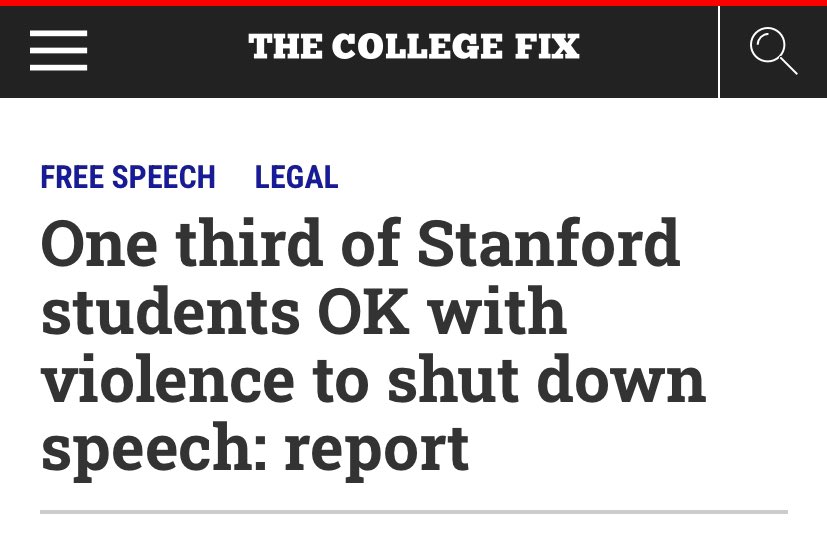 THE COLLEGE FIX
FREE SPEECH LEGAL
One third of Stanford
students OK with
violence to shut down
speech: report